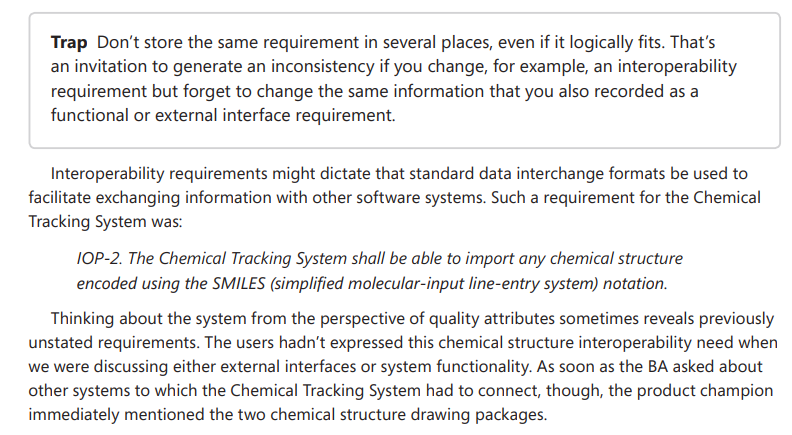 Trap Don’t store the same requirement in several places, even if it logically fits. That’s
an invitation to generate an inconsistency if you change, for example, an interoperability
requirement but forget to change the same information that you also recorded as a
functional or external interface requirement.
Interoperability requirements might dictate that standard data interchange formats be used to
facilitate exchanging information with other software systems. Such a requirement for the Chemical
Tracking System was:
IOP-2. The Chemical Tracking System shall be able to import any chemical structure
encoded using the SMILES (simplified molecular-input line-entry system) notation.
Thinking about the system from the perspective of quality attributes sometimes reveals previously
unstated requirements. The users hadn’t expressed this chemical structure interoperability need when
we were discussing either external interfaces or system functionality. As soon as the BA asked about
other systems to which the Chemical Tracking System had to connect, though, the product champion
immediately mentioned the two chemical structure drawing packages.